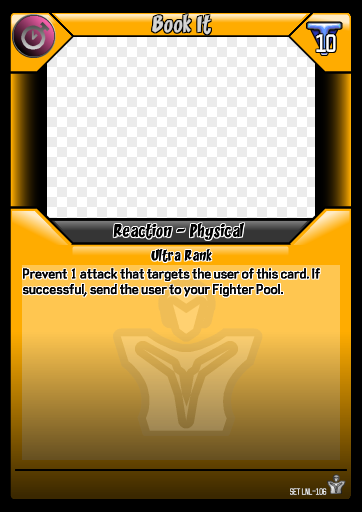 Book It
10
Reaction - Physical
Ultra Rank
Prevent 1 attack that targets the user of this card. If
successful, send the user to your Fighter Pool.
SET LNL-106